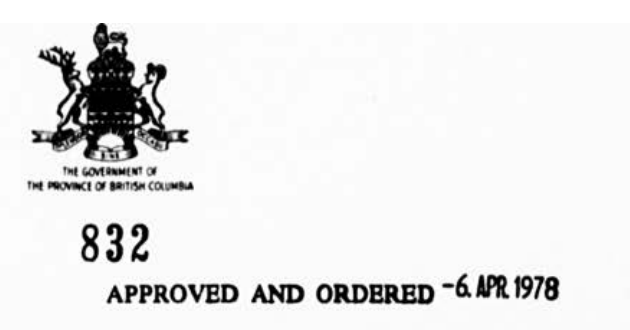 THE GOVERNMENT OF
THE PROVINCE OF BRITISH COLUMBIA
832
APPROVED AND ORDERED -6. APR. 1978